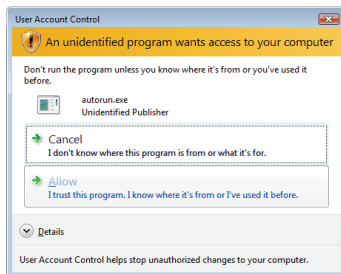 User Account Control
An unidentified program wants access to your computer
Don't run the program unless you know where it's from or you've used it
before.
autorun.exe
Unidentified Publisher
Cancel
I don't know where this program is from or what it's for.
Allow
I trust this program. I know where it's from or I've used it before.
Details
User Account Control helps stop unauthorized changes to your computer.